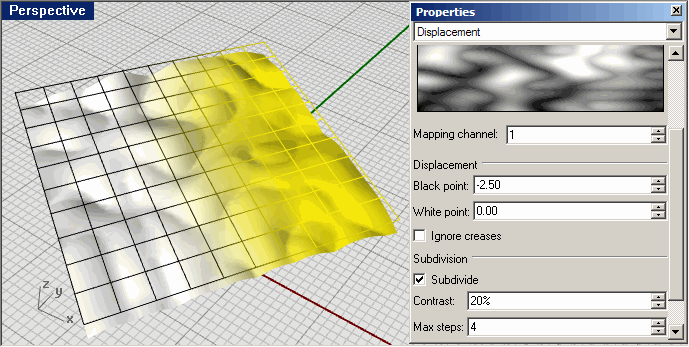 Perspective
z
y
x
Properties
Displacement
Mapping channel: 1
Displacement
Black point: -2.50
White point: 0.00
Ignore creases
Subdivision
Subdivide
Contrast: 20%
Max steps: 4